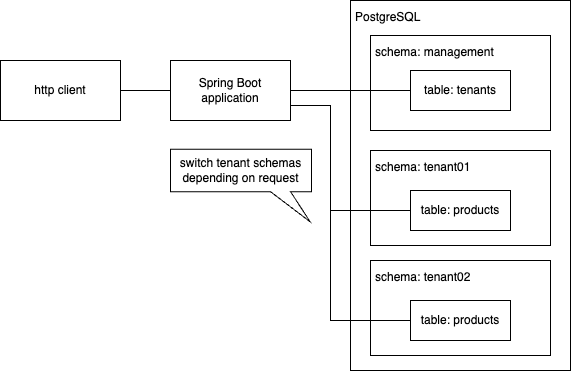 PostgreSQL
schema: management
table: tenants
http client
Spring Boot
application
switch tenant schemas
depending on request
schema: tenant01
table: products
schema: tenant02
table: products